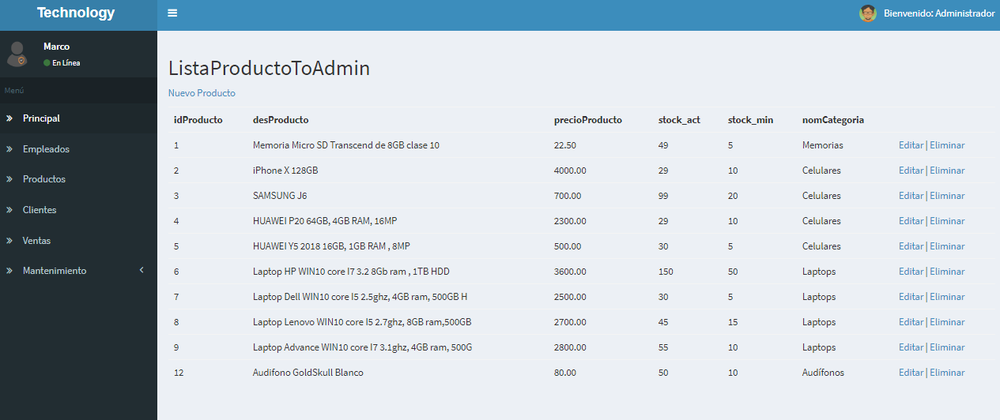 Technology
Bienvenido: Administrador
Marco
En Línea
Menú
Principal
Empleados
Productos
Clientes
Ventas
Mantenimiento
ListaProductoToAdmin
Nuevo Producto
idProducto desProducto precioProducto stock_act stock_min nomCategoria
1 Memoria Micro SD Transcend de 8GB clase 10 22.50 49 5 Memorias Editar | Eliminar
2 iPhone X 128GB 4000.00 29 10 Celulares Editar | Eliminar
3 SAMSUNG J6 700.00 99 20 Celulares Editar | Eliminar
4 HUAWEI P20 64GB, 4GB RAM, 16MP 2300.00 29 10 Celulares Editar | Eliminar
5 HUAWEI Y5 2018 16GB, 1GB RAM , 8MP 500.00 30 5 Celulares Editar | Eliminar
6 Laptop HP WIN10 core I7 3.2 8Gb ram , 1TB HDD 3600.00 150 50 Laptops Editar | Eliminar
7 Laptop Dell WIN10 core I5 2.5ghz, 4GB ram, 500GB H 2500.00 30 5 Laptops Editar | Eliminar
8 Laptop Lenovo WIN10 core I5 2.7ghz, 8GB ram,500GB 2700.00 45 15 Laptops Editar | Eliminar
9 Laptop Advance WIN10 core I7 3.1ghz, 4GB ram, 500G 2800.00 55 10 Laptops Editar | Eliminar
12 Audifono GoldSkull Blanco 80.00 50 10 Audífonos Editar | Eliminar